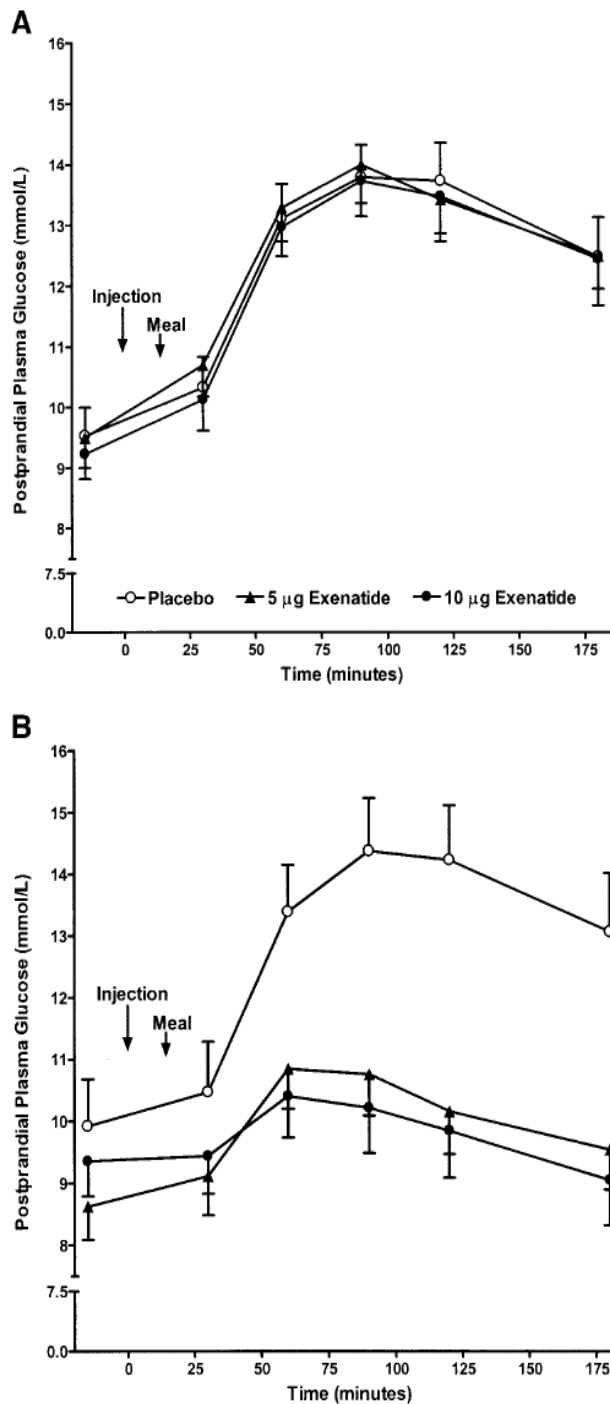 A
Postprandial Plasma Glucose (mmol/L)
16
15
14
13
12
11
10
9
8
7.5
0.0
Injection
Meal
Placebo 5 µg Exenatide 10 µg Exenatide
0 25 50 75 100 125 150 175
Time (minutes)
B
Postprandial Plasma Glucose (mmol/L)
16
15
14
13
12
11
10
9
8
7.5
0.0
Injection
Meal
0 25 50 75 100 125 150 175
Time (minutes)